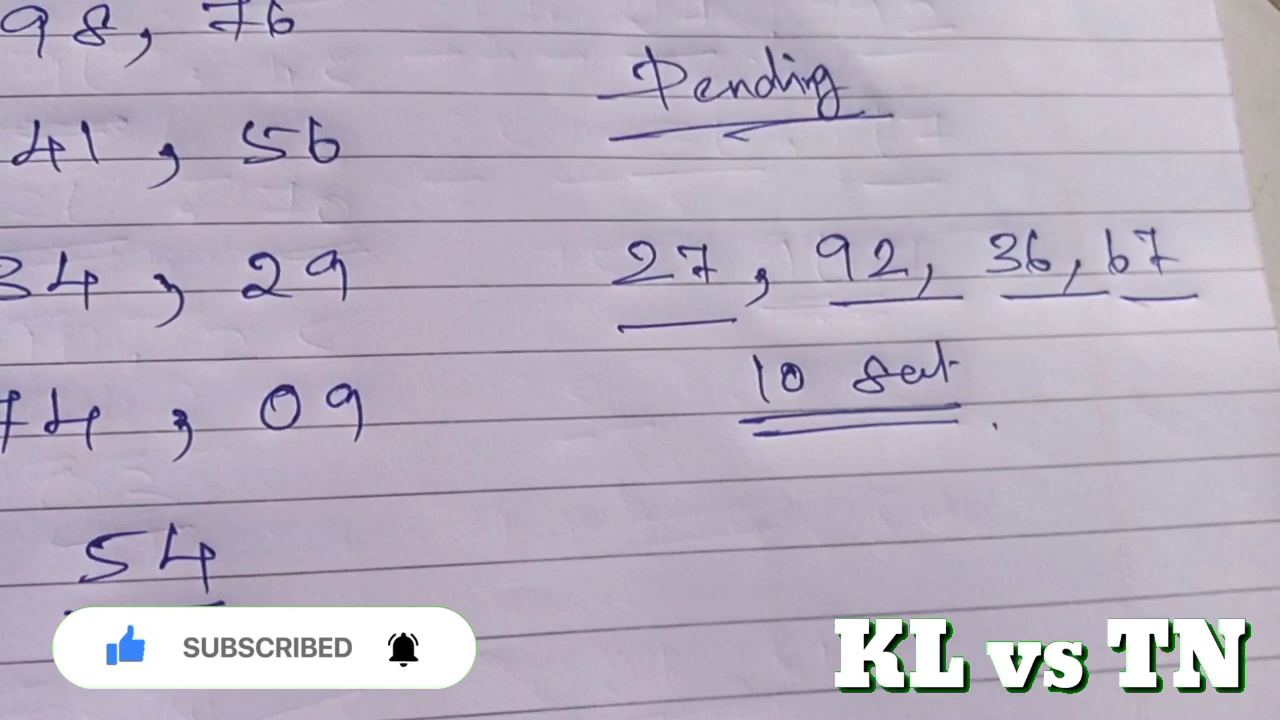 98, 76
Pending
41, 56
34, 29
27, 92, 36, 67
74, 09
10 set.
54
SUBSCRIBED
KL vs TN